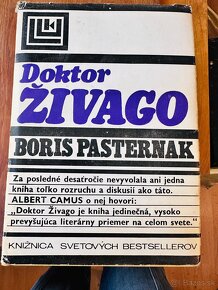 Doktor
ŽIVAGO
BORIS PASTERNAK
Za posledné desaťročie nevyvolala ani jedna
kniha toľko rozruchu a diskusií ako táto.
ALBERT CAMUS o nej hovorí:
„Doktor Živago je kniha jedinečná, vysoko
prevyšujúca literárny priemer na celom svete.“
KNIŽNICA SVETOVÝCH BESTSELLEROV